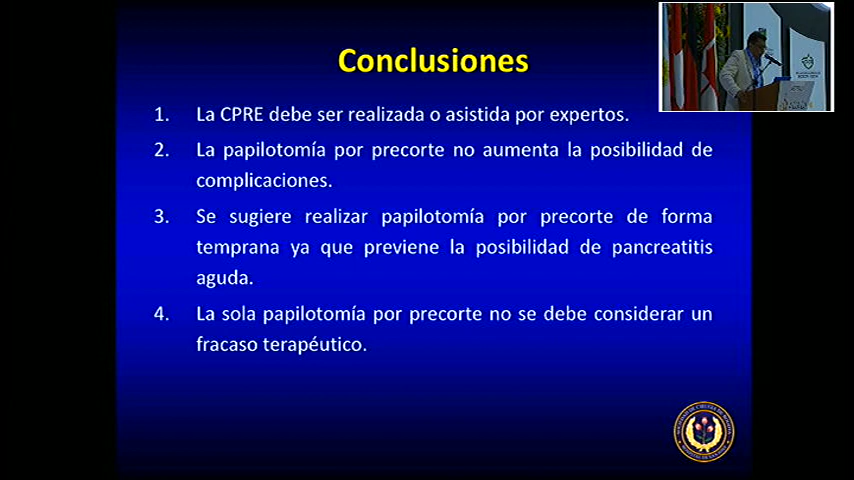 Conclusiones
1. La CPRE debe ser realizada o asistida por expertos.
2. La papilotomía por precorte no aumenta la posibilidad de
complicaciones.
3. Se sugiere realizar papilotomía por precorte de forma
temprana ya que previene la posibilidad de pancreatitis
aguda.
4. La sola papilotomía por precorte no se debe considerar un
fracaso terapéutico.